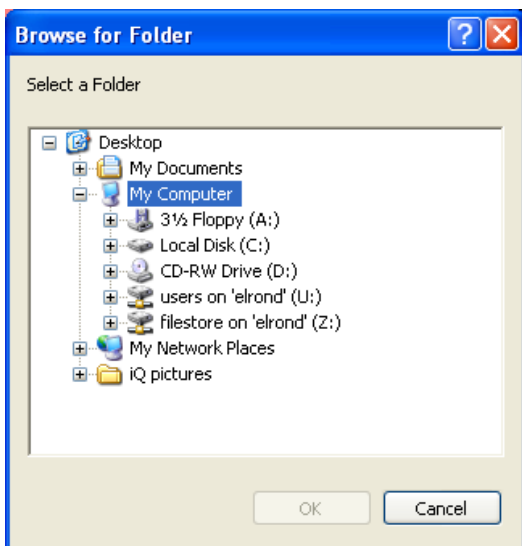 Browse for Folder
Select a Folder
Desktop
My Documents
My Computer
3½ Floppy (A:)
Local Disk (C:)
CD-RW Drive (D:)
users on 'elrond' (U:)
filestore on 'elrond' (Z:)
My Network Places
iQ pictures
OK Cancel